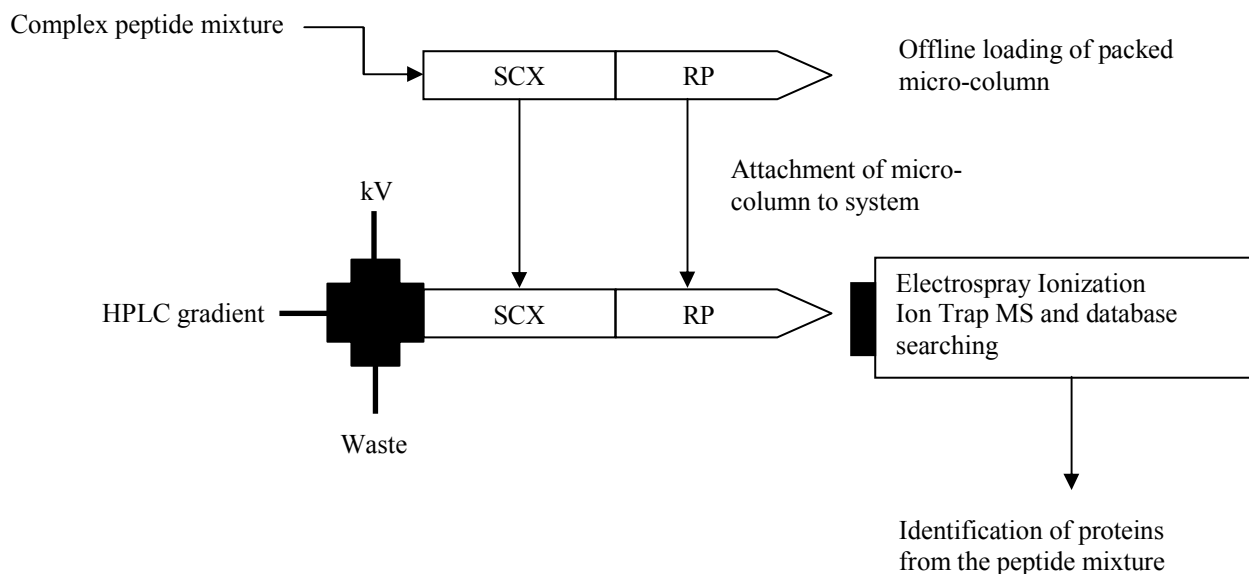 Complex peptide mixture
SCX
RP
Offline loading of packed
micro-column
Attachment of micro-
column to system
kV
HPLC gradient
SCX
RP
Electrospray Ionization
Ion Trap MS and database
searching
Waste
Identification of proteins
from the peptide mixture